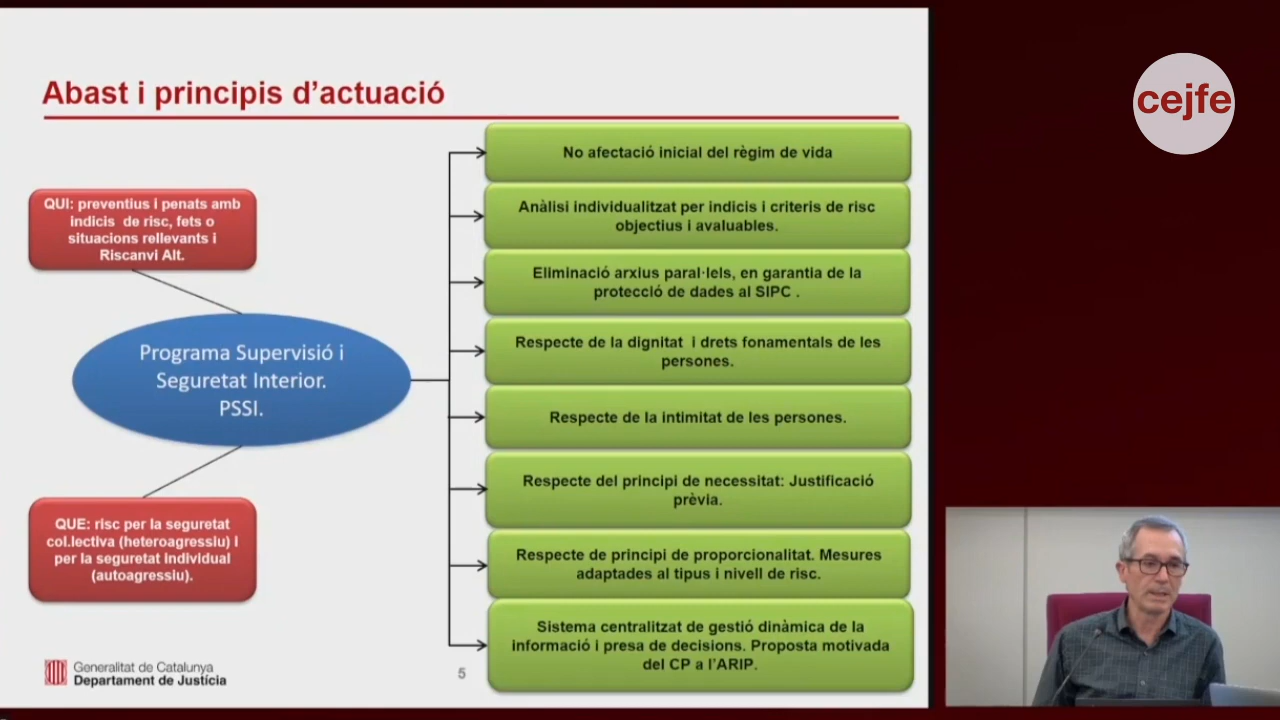 Abast i principis d'actuació
cejfe
QUI: preventius i penats amb
indicis de risc, fets o
situacions rellevants i
Riscanvi Alt.
Programa Supervisió i
Seguretat Interior.
PSSI.
QUE: risc per la seguretat
col.lectiva (heteroagressiu) i
per la seguretat individual
(autoagressiu).
No afectació inicial del règim de vida
Anàlisi individualitzat per indicis i criteris de risc
objectius i avaluables.
Eliminació arxius paral·lels, en garantia de la
protecció de dades al SIPC .
Respecte de la dignitat i drets fonamentals de les
persones.
Respecte de la intimitat de les persones.
Respecte del principi de necessitat: Justificació
prèvia.
Respecte de principi de proporcionalitat. Mesures
adaptades al tipus i nivell de risc.
Sistema centralitzat de gestió dinàmica de la
informació i presa de decisions. Proposta motivada
del CP a l'ARIP.
Generalitat de Catalunya
Departament de Justícia
5